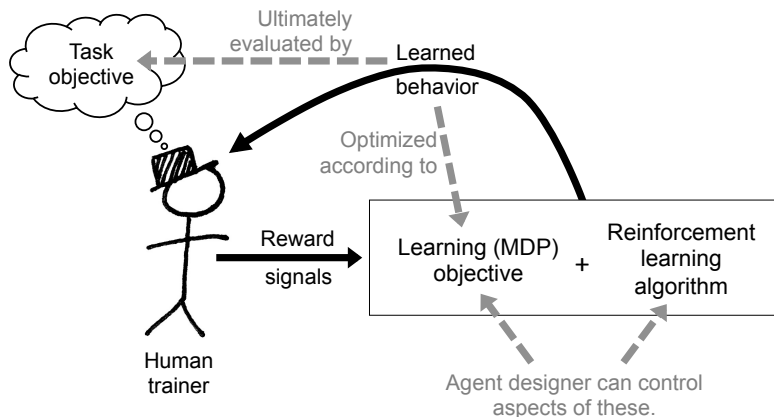 Ultimately
evaluated by
Task
objective
Learned
behavior
Optimized
according to
Reward
signals
Learning (MDP)
objective
+
Reinforcement
learning
algorithm
Human
trainer
Agent designer can control
aspects of these.